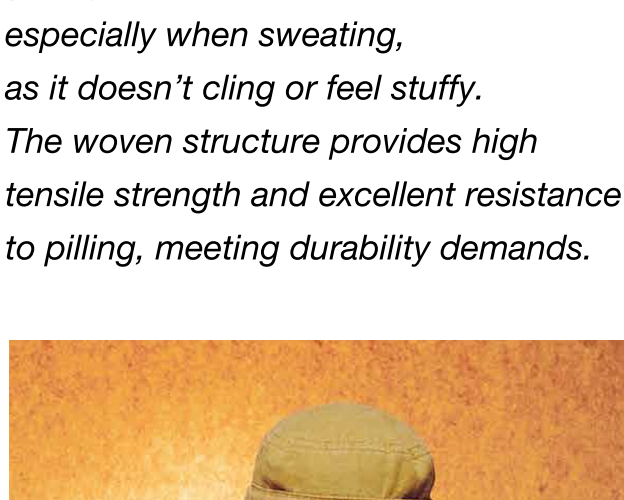 especially when sweating,
as it doesn’t cling or feel stuffy.
The woven structure provides high
tensile strength and excellent resistance
to pilling, meeting durability demands.